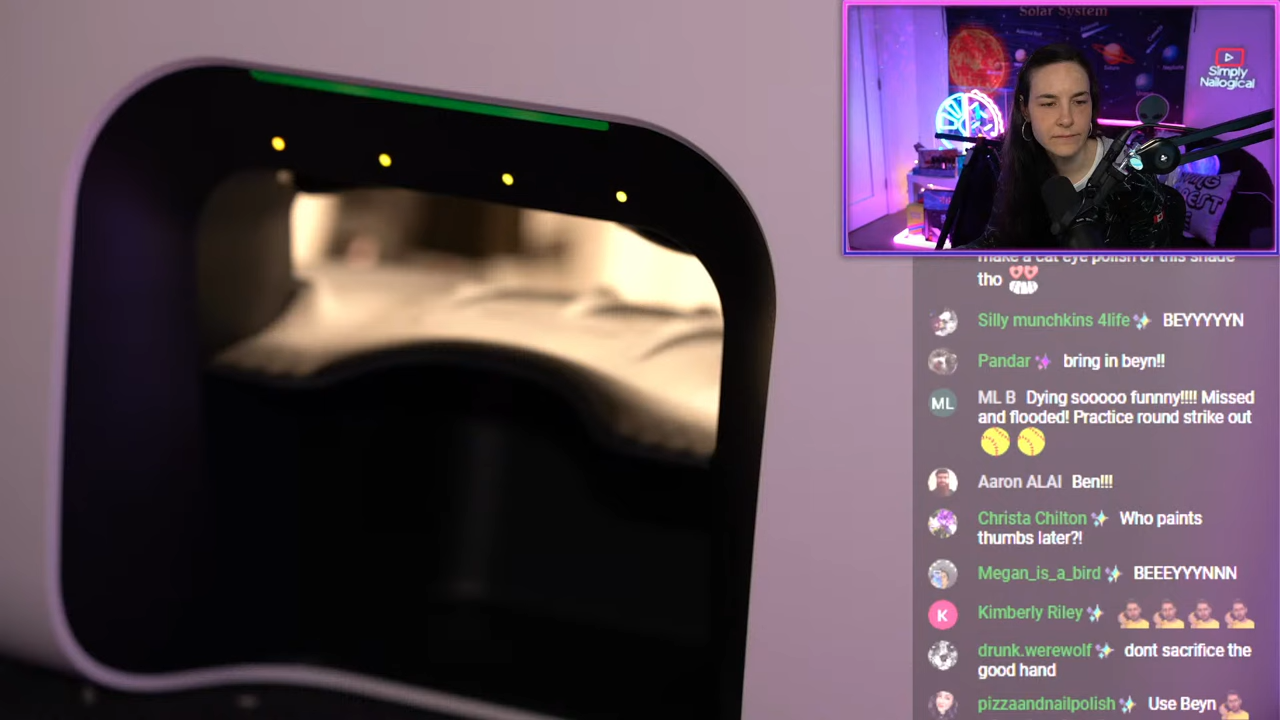 Solar System
Simply
Nailogical
make a cat eye polish of this shade
tho
Silly munchkins 4life BEYYYYYN
Pandar bring in beyn!!
ML
ML B Dying sooooo funnny!!!! Missed
and flooded! Practice round strike out
Aaron ALAI Ben!!!
Christa Chilton Who paints
thumbs later?!
Megan_is_a_bird BEEEYYYNNN
K
Kimberly Riley
drunk.werewolf dont sacrifice the
good hand
pizzaandnailpolish Use Beyn